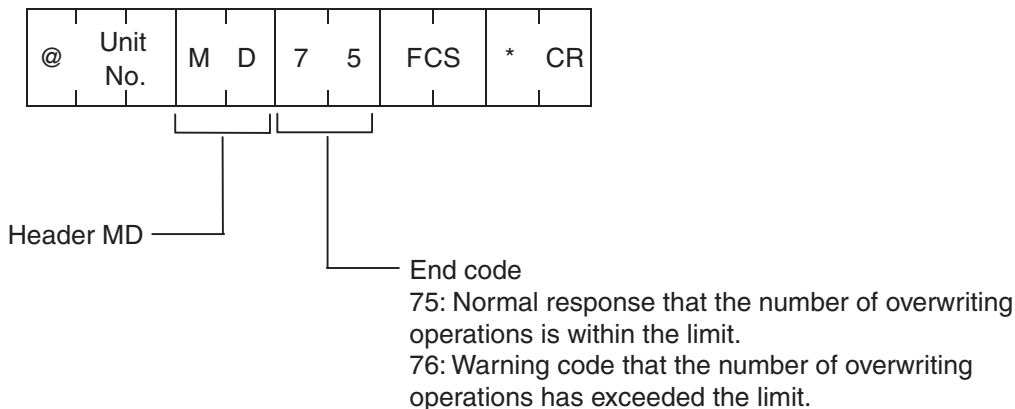 @ Unit No. M D 7 5 FCS * CR
Header MD
End code
75: Normal response that the number of overwriting
operations is within the limit.
76: Warning code that the number of overwriting
operations has exceeded the limit.